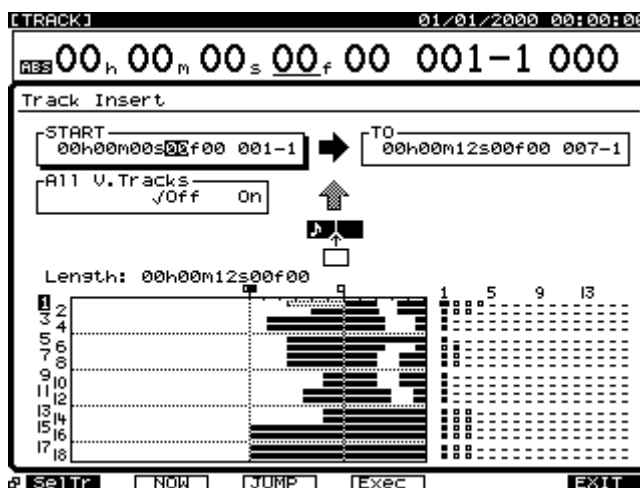 [TRACK] 01/01/2000 00:00:00
ABS 00h 00m 00s 00f 00 001-1 000
Track Insert
START
00h00m00s00f00 001-1
TO
00h00m12s00f00 007-1
All V.Tracks
√Off On
Length: 00h00m12s00f00
1 5 9 13
1
2
3
4
5
6
7
8
9
10
11
12
13
14
15
16
17
18
SelTr NOW JUMP Exec EXIT